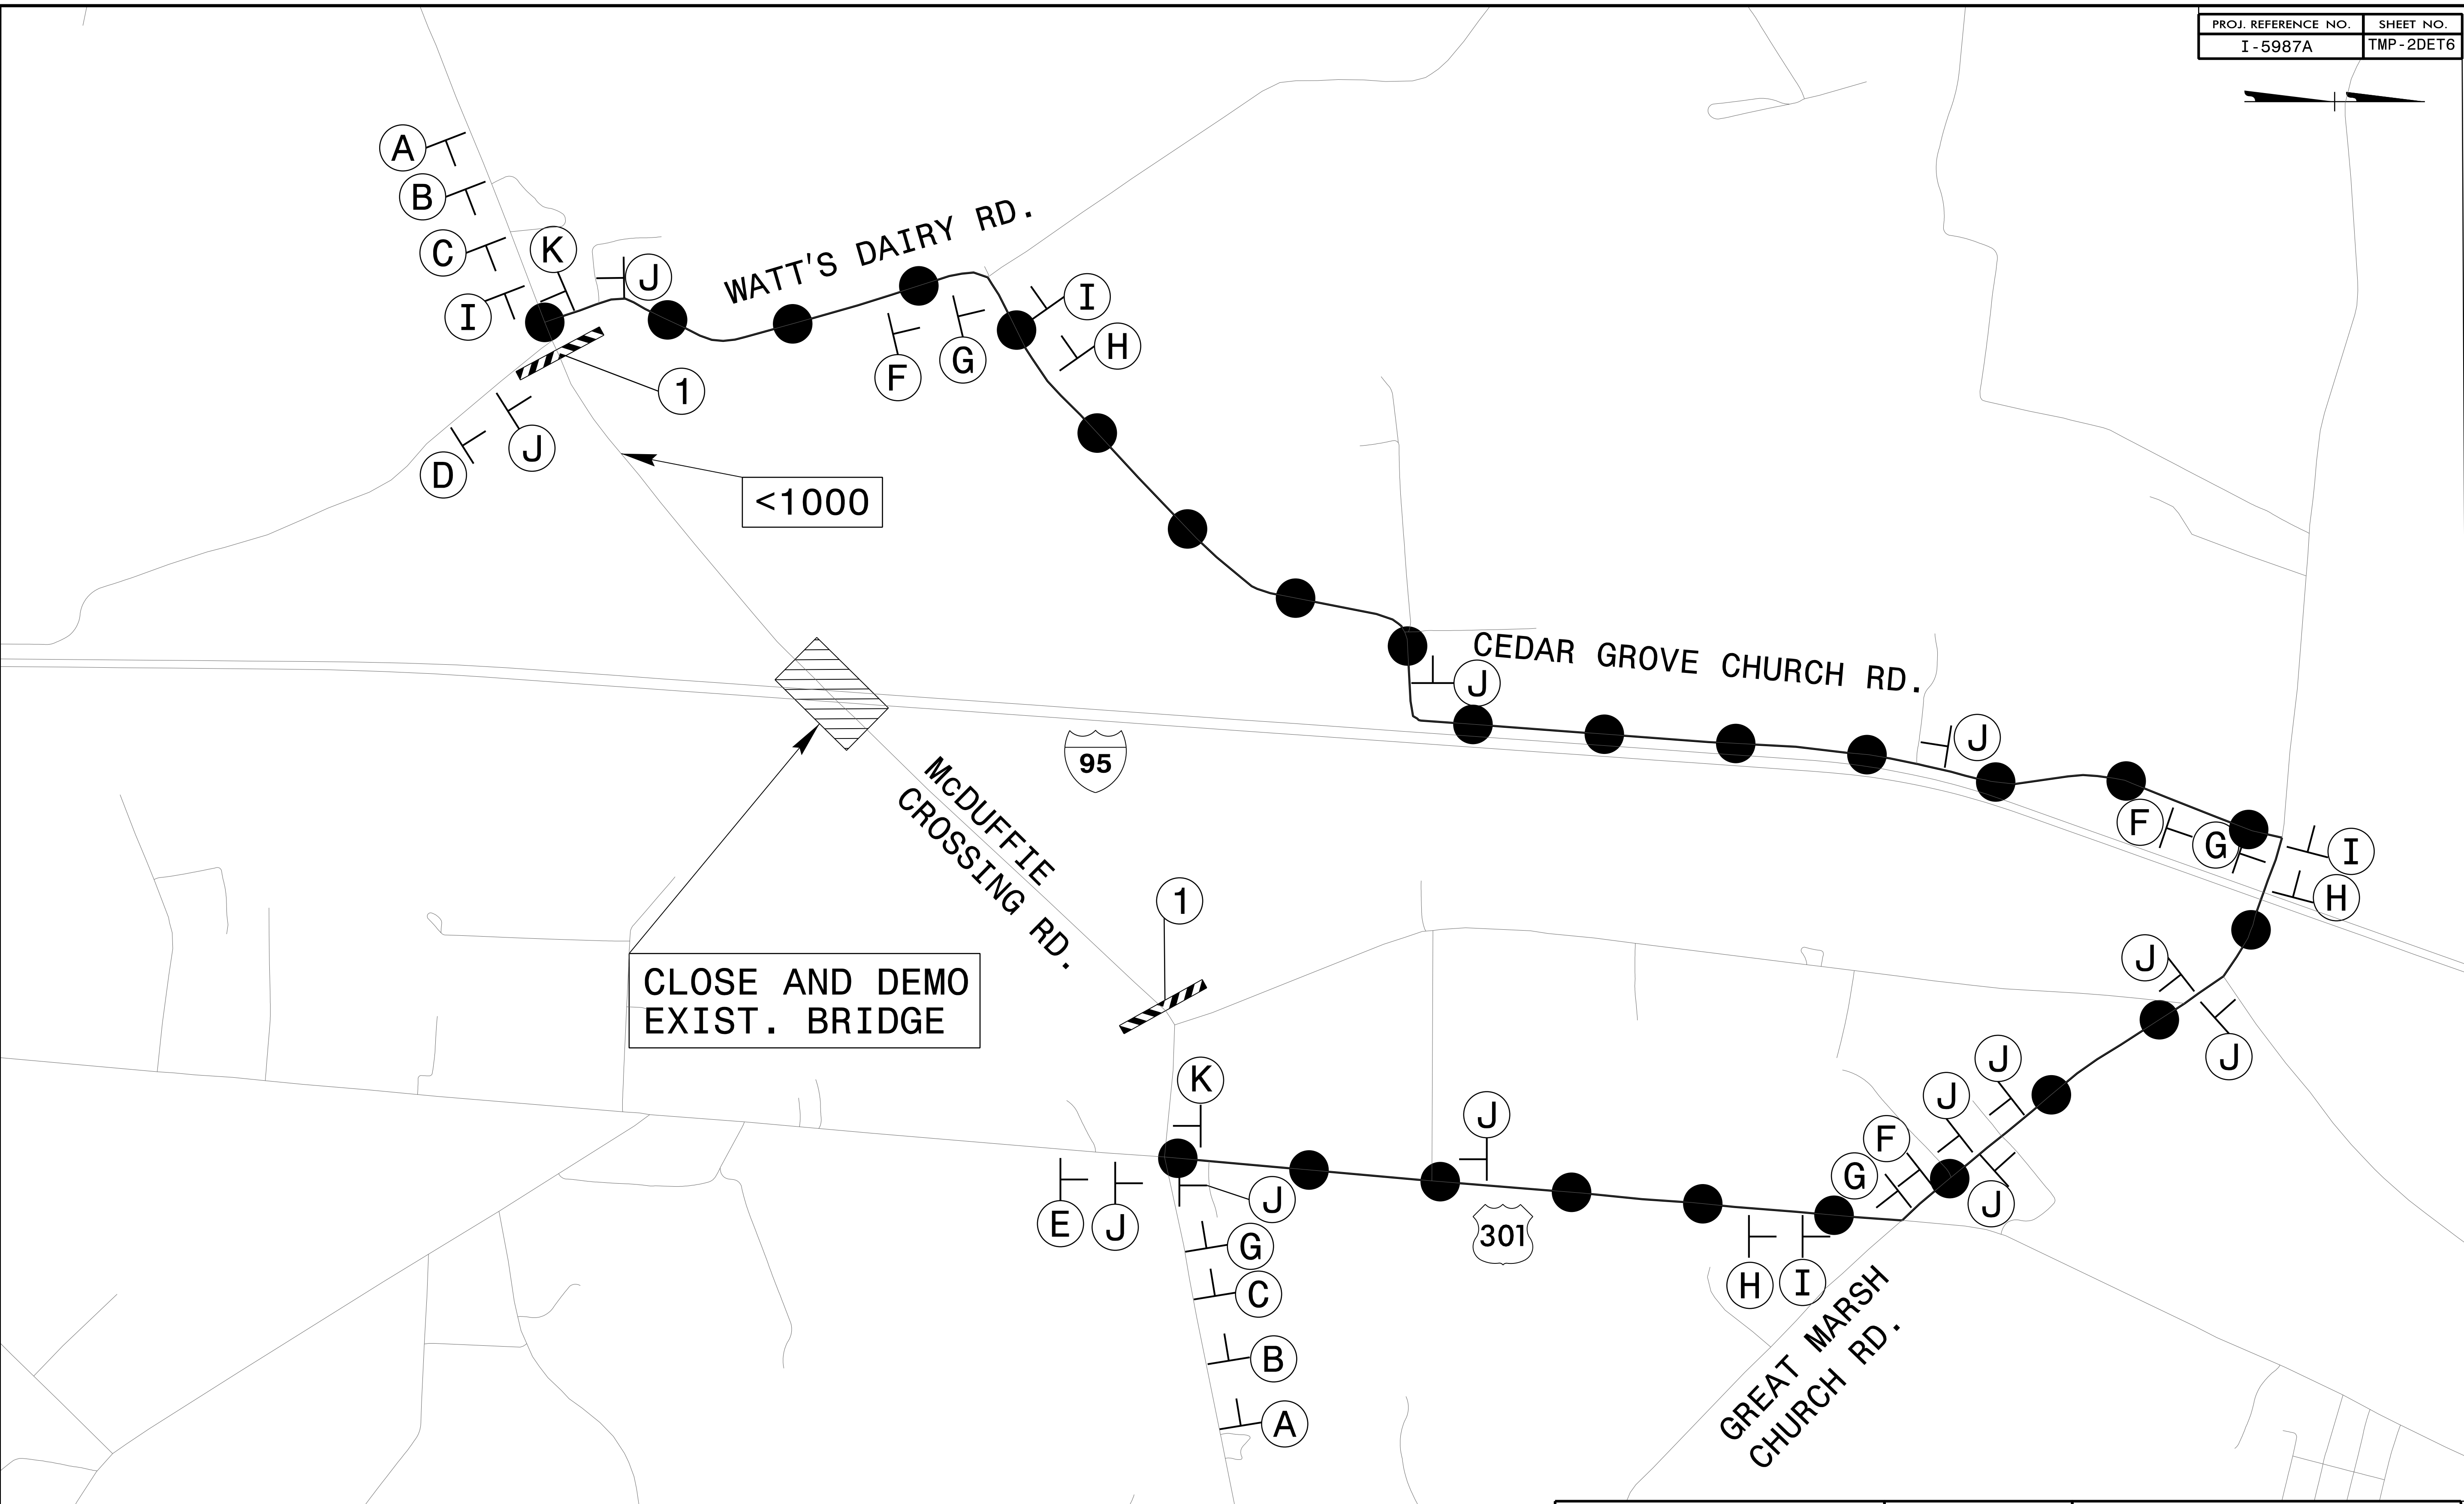 PROJ. REFERENCE NO. SHEET NO.
I-5987A TMP-2DET6
A
B
C
K
I
J
WATT'S DAIRY RD.
I
H
F
G
1
J
D
<1000
CEDAR GROVE CHURCH RD.
J
J
95
McDUFFIE
CROSSING RD.
F
G
I
H
1
CLOSE AND DEMO
EXIST. BRIDGE
J
J
J
J
F
G
J
K
J
E
J
J
G
C
B
A
301
H
I
GREAT MARSH
CHURCH RD.